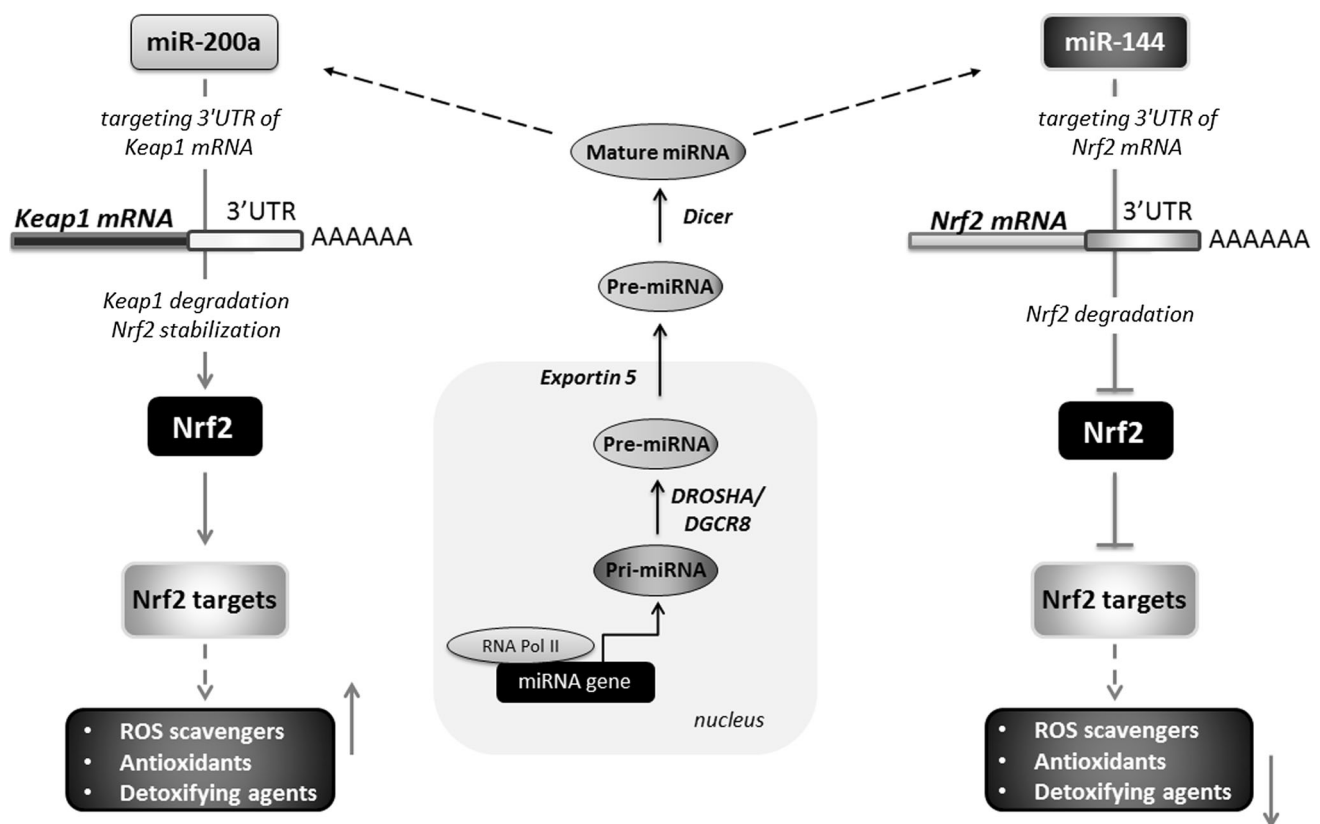 miR-200a
targeting 3'UTR of
Keap1 mRNA
Keap1 mRNA
3’UTR
AAAAAA
Keap1 degradation
Nrf2 stabilization
Nrf2
Nrf2 targets
• ROS scavengers
• Antioxidants
• Detoxifying agents
Mature miRNA
Dicer
Pre-miRNA
Exportin 5
Pre-miRNA
DROSHA/
DGCR8
Pri-miRNA
RNA Pol II
miRNA gene
nucleus
miR-144
targeting 3'UTR of
Nrf2 mRNA
Nrf2 mRNA
3’UTR
AAAAAA
Nrf2 degradation
Nrf2
Nrf2 targets
• ROS scavengers
• Antioxidants
• Detoxifying agents